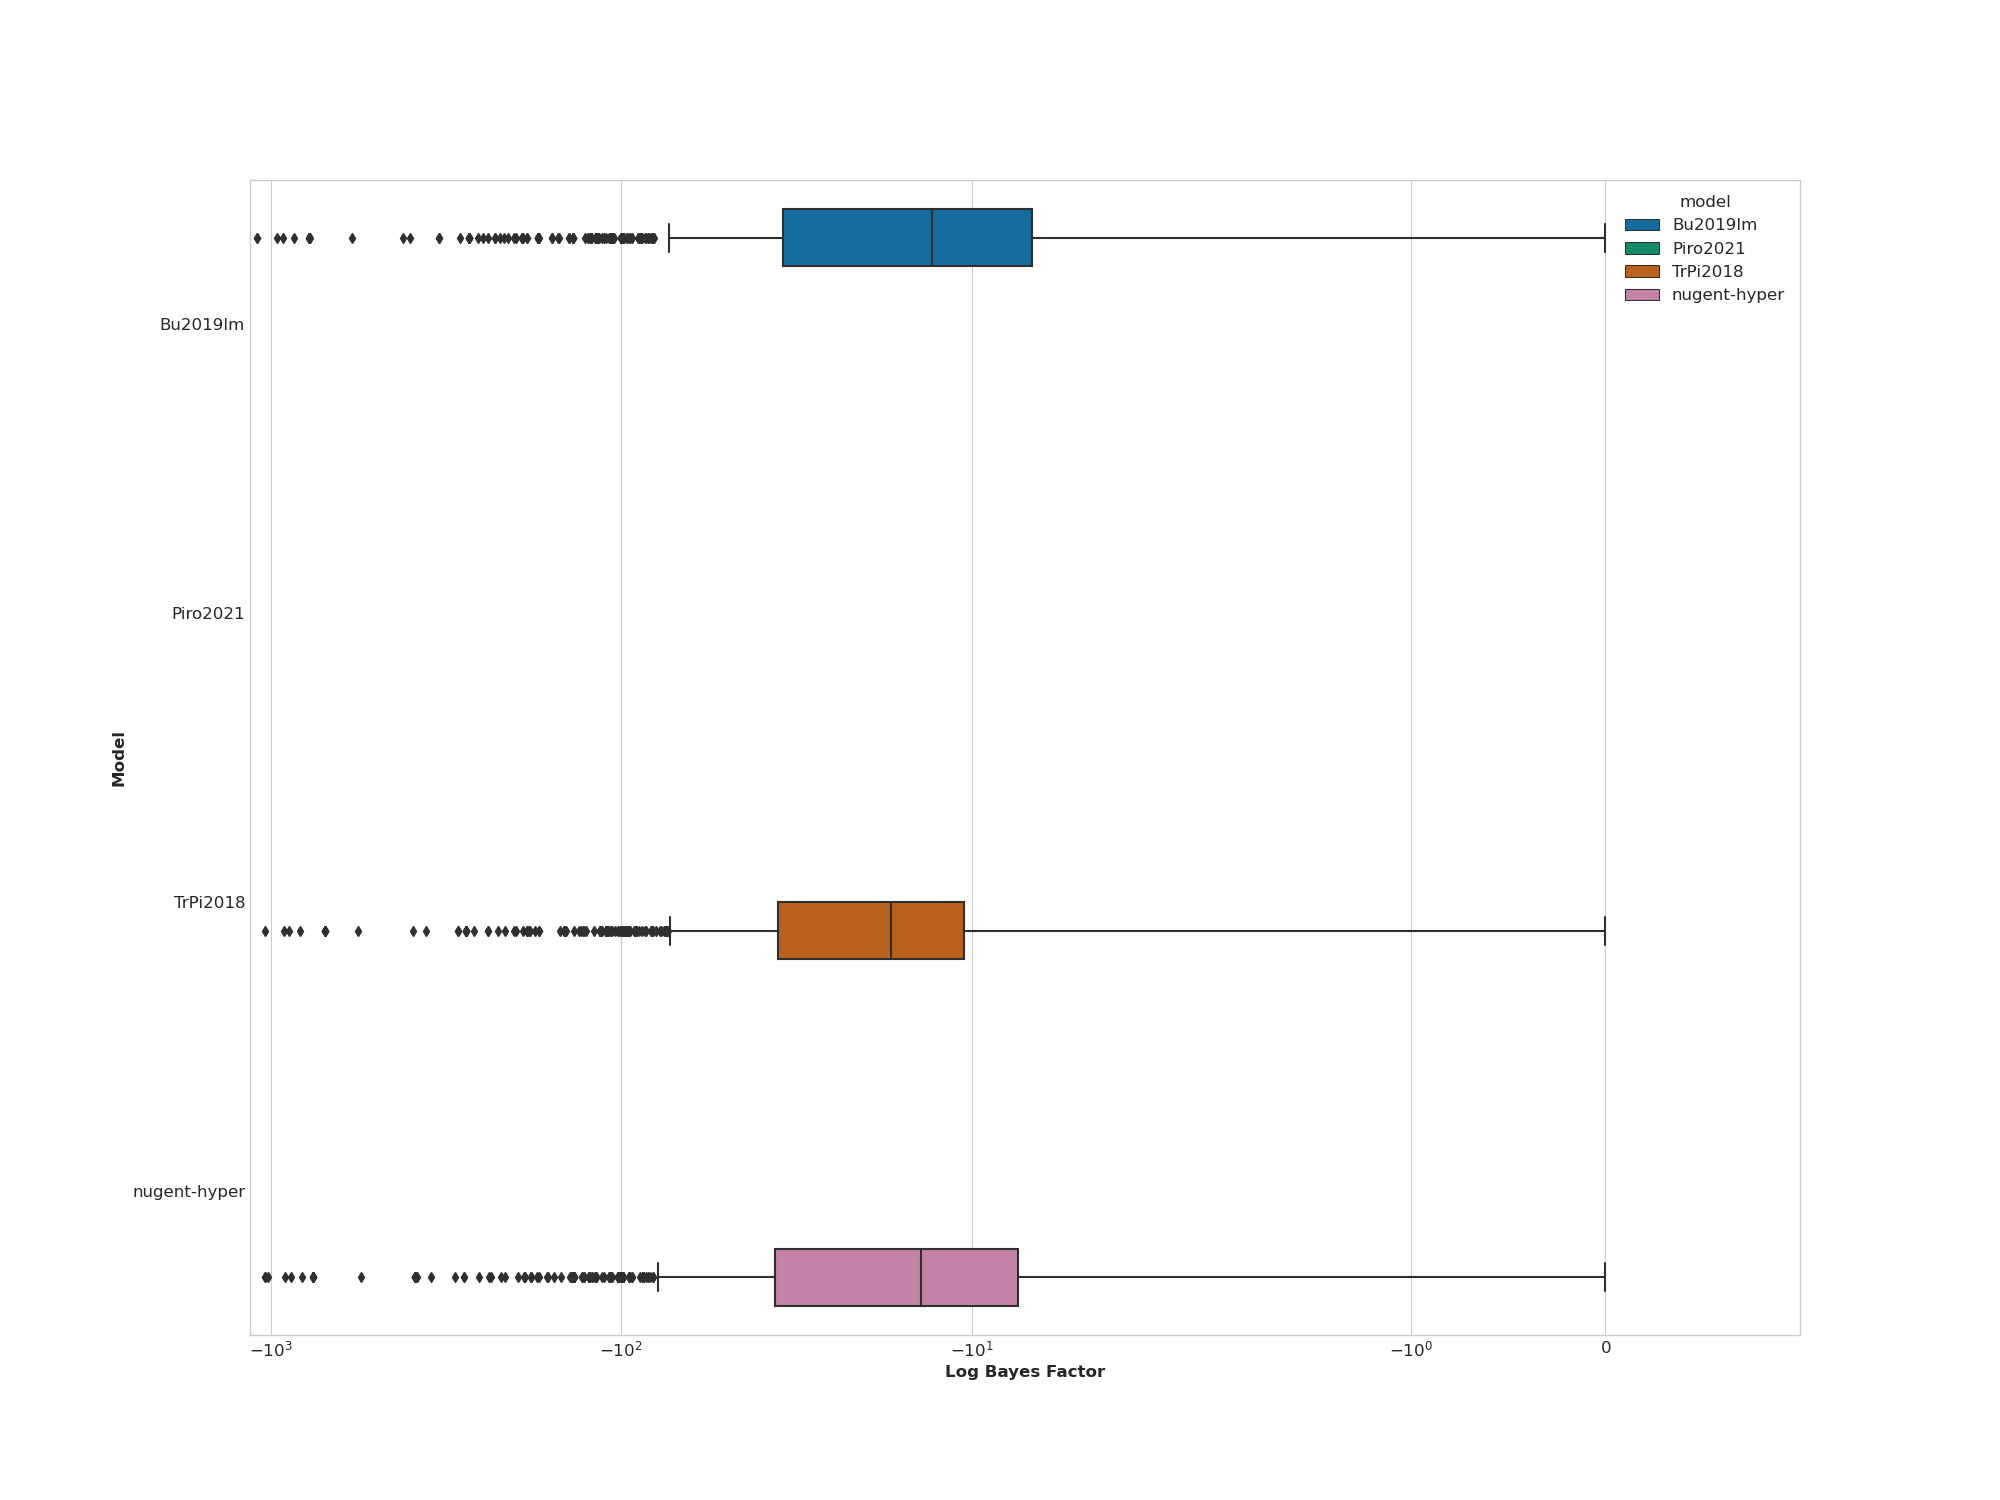 model
Bu2019lm
Piro2021
TrPi2018
nugent-hyper
Bu2019lm
Piro2021
Model
TrPi2018
nugent-hyper
−10³ −10² −10¹ −10⁰ 0
Log Bayes Factor